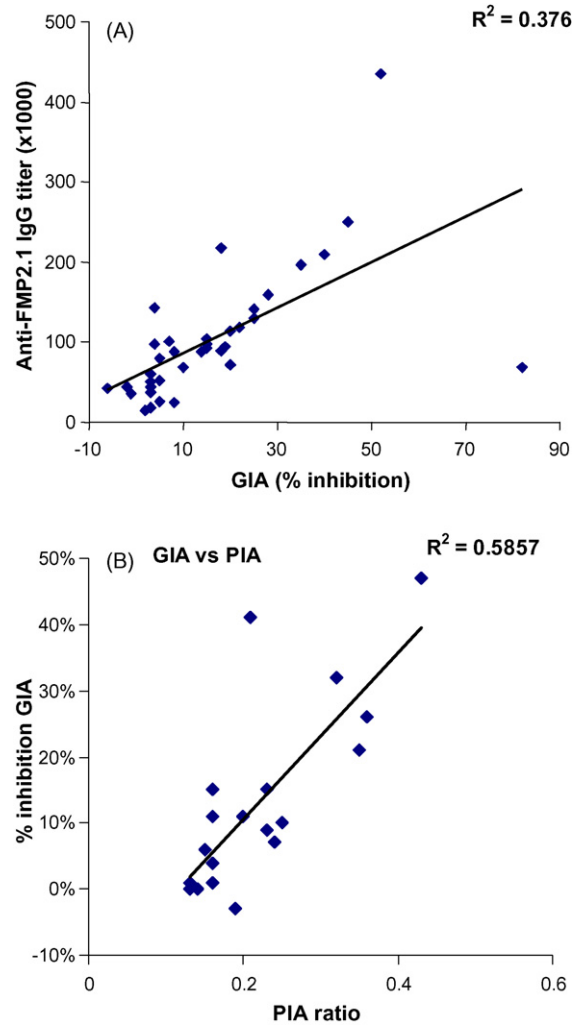 (A)
R² = 0.376
500
400
300
200
100
0
Anti-FMP2.1 IgG titer (x1000)
-10 10 30 50 70 90
GIA (% inhibition)
(B) GIA vs PIA
R² = 0.5857
50%
40%
30%
20%
10%
0%
-10%
% inhibition GIA
0 0.2 0.4 0.6
PIA ratio